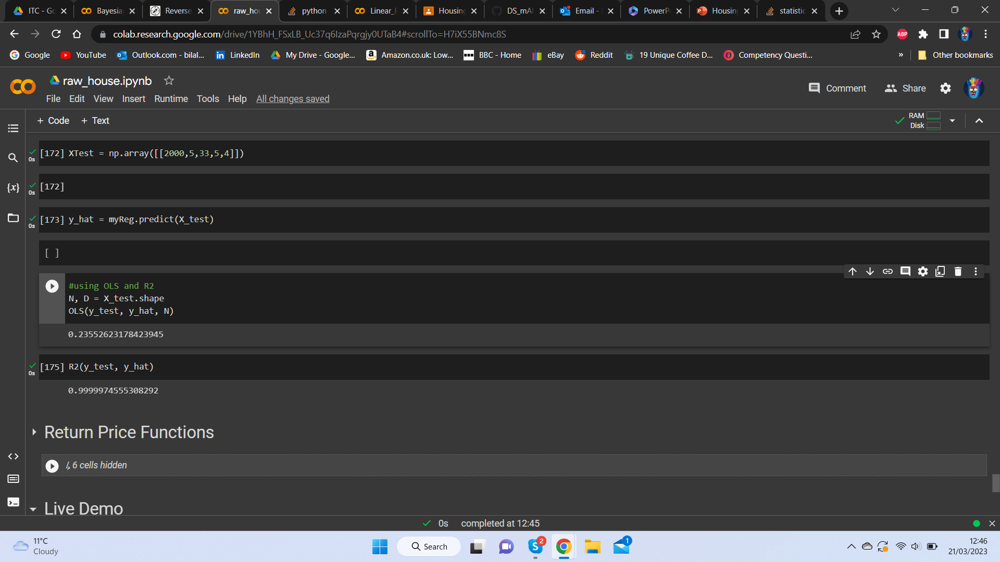 ITC - Go
Bayesia
Reverse
raw_hou
python
Linear_F
Housing
DS_mAI
Email -
PowerP
Housing
statistic
colab.research.google.com/drive/1YBhH_FSxLB_Uc37q6IzaPqrgjy0UTaB4#scrollTo=H7iX55BNmc8S
ABP
Google
YouTube
Outlook.com - bilal...
LinkedIn
My Drive - Google...
Amazon.co.uk: Low...
BBC - Home
eBay
Reddit
19 Unique Coffee D...
Competency Questi...
»
Other bookmarks
raw_house.ipynb
Comment
Share
File Edit View Insert Runtime Tools Help All changes saved
+ Code + Text
RAM
Disk
[172] XTest = np.array([[2000,5,33,5,4]])
0s
[172]
0s
{x}
[173] y_hat = myReg.predict(X_test)
0s
[ ]
#using OLS and R2
N, D = X_test.shape
OLS(y_test, y_hat, N)
0.23552623178423945
[175] R2(y_test, y_hat)
0s
0.9999974555308292
Return Price Functions
6 cells hidden
Live Demo
0s completed at 12:45
11°C
Cloudy
Search
S
2
1
12:46
21/03/2023